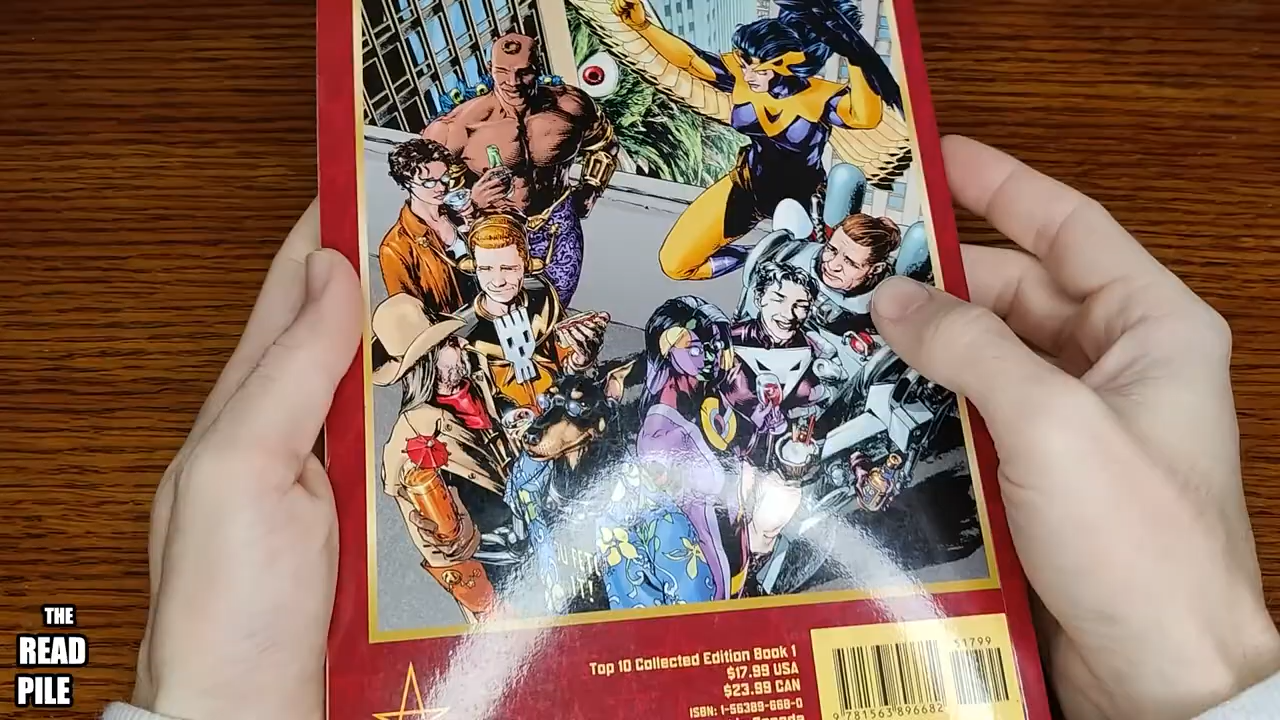 Top 10 Collected Edition Book 1
$17.99 USA
$23.99 CAN
ISBN: 1-56389-668-0
Canada
51799
9 781563 896682
THE
READ
PILE